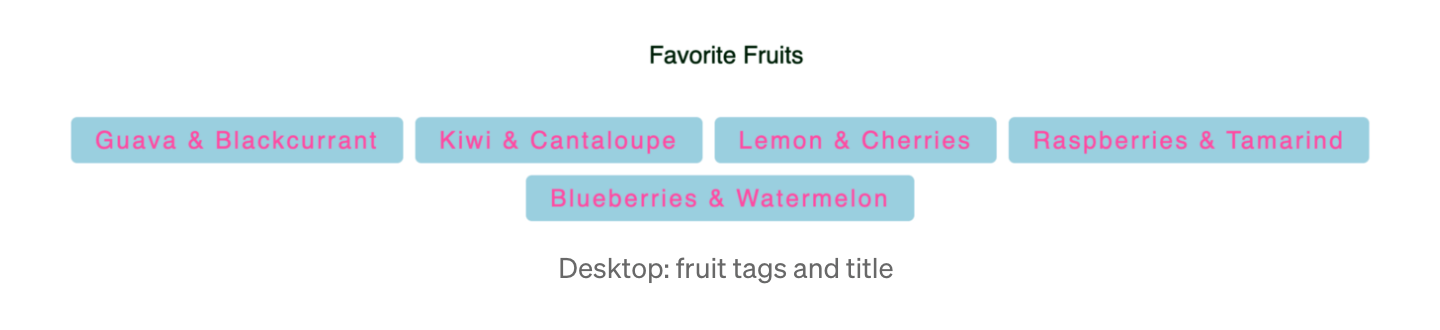 Favorite Fruits
Guava & Blackcurrant Kiwi & Cantaloupe Lemon & Cherries Raspberries & Tamarind
Blueberries & Watermelon
Desktop: fruit tags and title